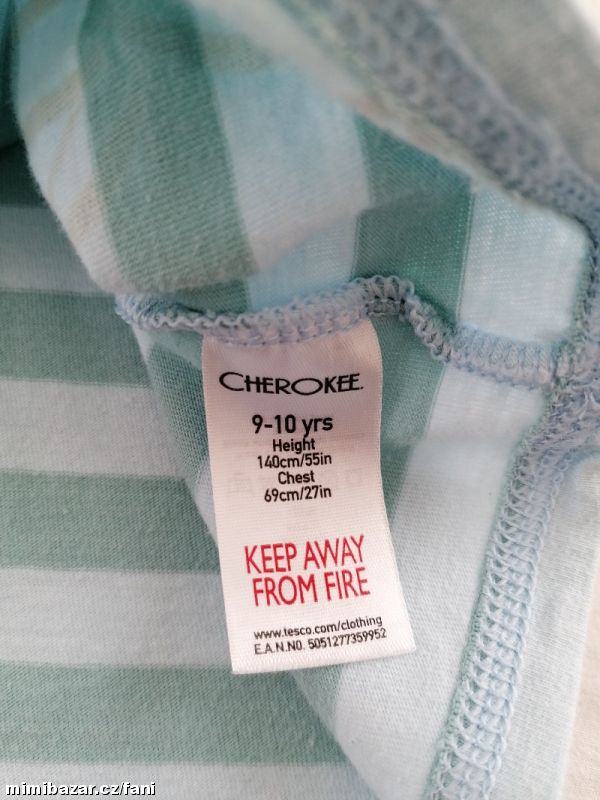 CHEROKEE.
9-10 yrs
Height
140cm/55in
Chest
69cm/27in
KEEP AWAY
FROM FIRE
www.tesco.com/clothing
E.A.N.NO. 5051277359952
mimibazar.cz/fani